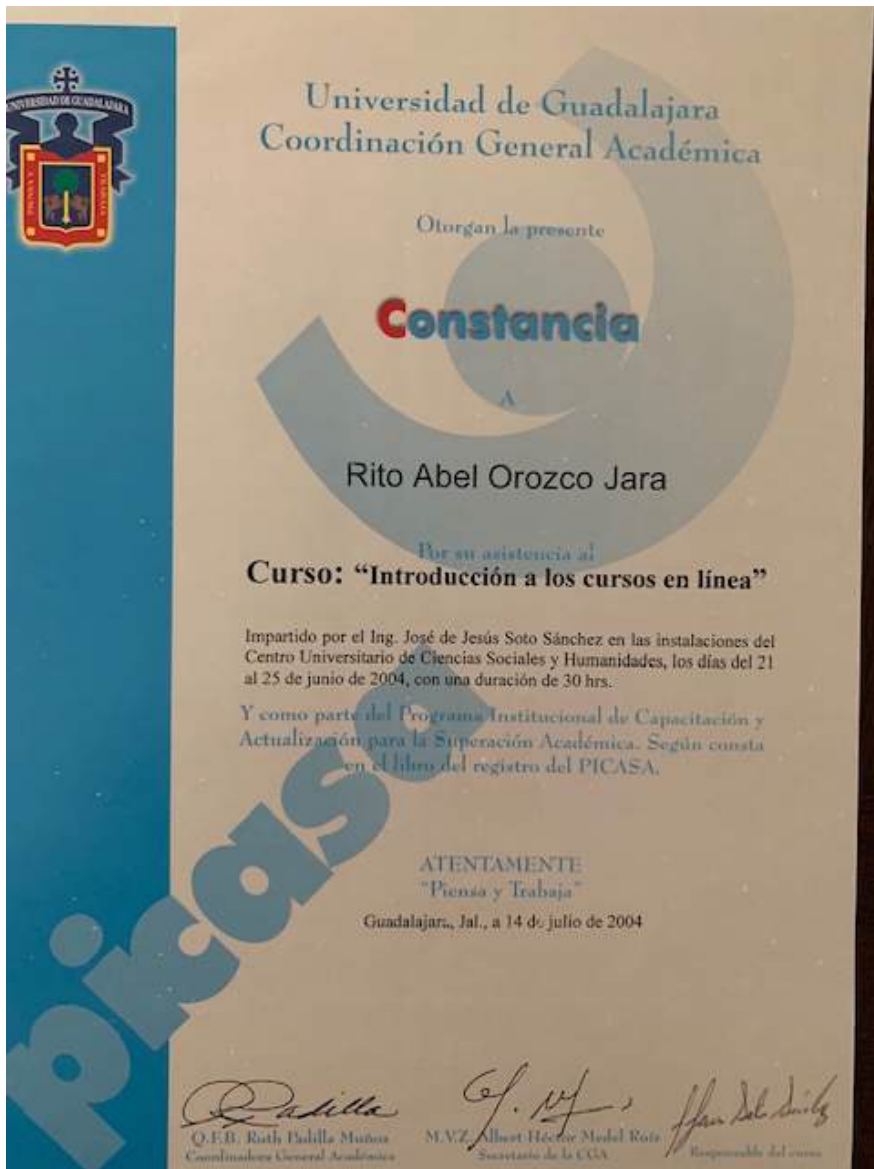 UNIVERSIDAD DE GUADALAJARA
PIENSA Y
TRABAJA
Universidad de Guadalajara
Coordinación General Académica
Otorgan la presente
Constancia
A
Rito Abel Orozco Jara
Por su asistencia al
Curso: “Introducción a los cursos en línea”
Impartido por el Ing. José de Jesús Soto Sánchez en las instalaciones del
Centro Universitario de Ciencias Sociales y Humanidades, los días del 21
al 25 de junio de 2004, con una duración de 30 hrs.
Y como parte del Programa Institucional de Capacitación y
Actualización para la Superación Académica. Según consta
en el libro del registro del PICASA.
picasa
ATENTAMENTE
"Piensa y Trabaja"
Guadalajara, Jal., a 14 de julio de 2004
Q.F.B. Ruth Padilla Muñoz
Coordinadora General Académica
M.V.Z. Albert Héctor Medel Ruíz
Secretario de la CGA
Responsable del curso